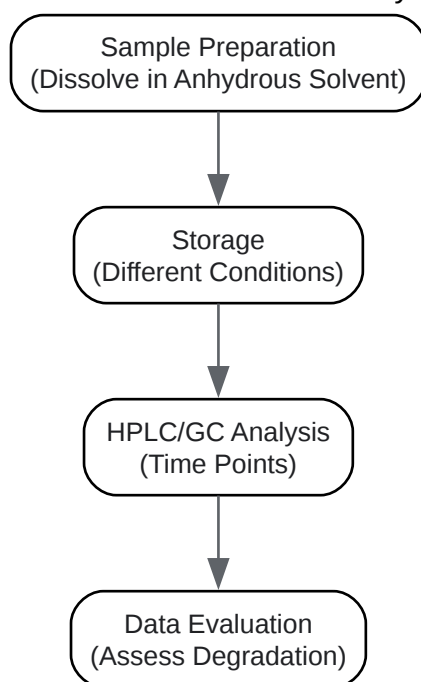 Sample Preparation
(Dissolve in Anhydrous Solvent)
Storage
(Different Conditions)
HPLC/GC Analysis
(Time Points)
Data Evaluation
(Assess Degradation)